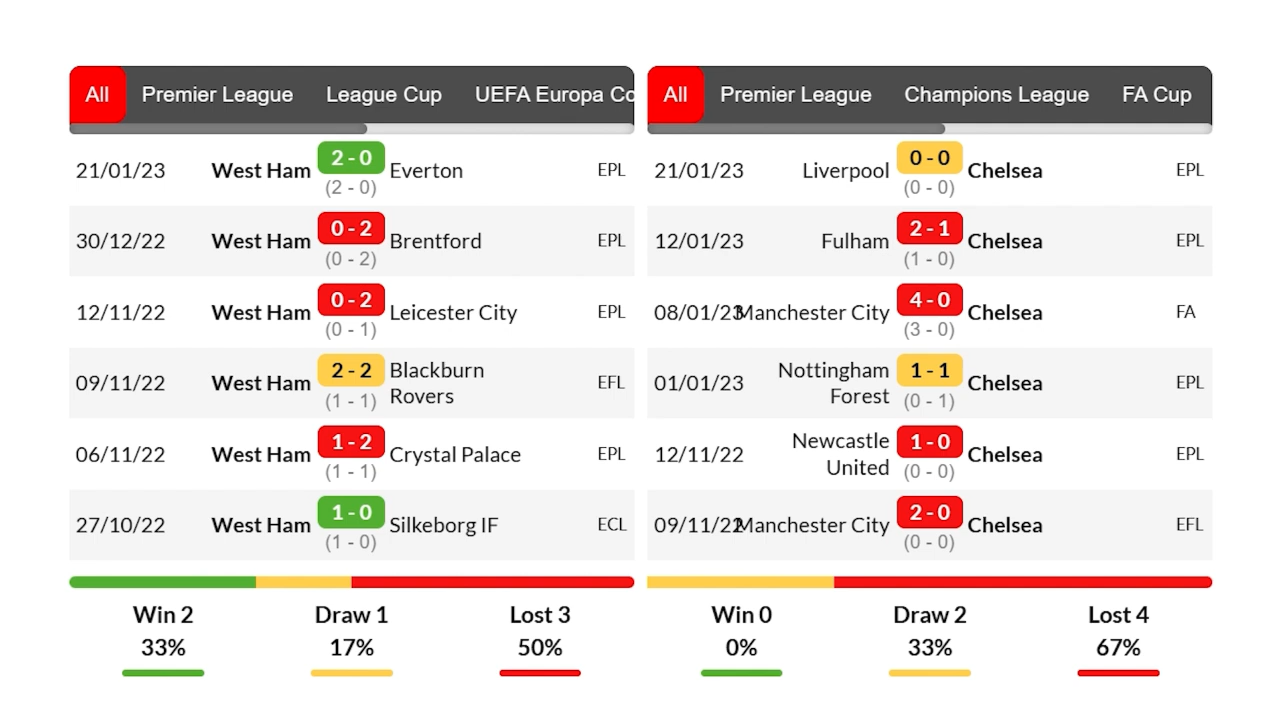 All Premier League League Cup UEFA Europa Co
21/01/23 West Ham 2 - 0 Everton EPL
(2 - 0)
30/12/22 West Ham 0 - 2 Brentford EPL
(0 - 2)
12/11/22 West Ham 0 - 2 Leicester City EPL
(0 - 1)
09/11/22 West Ham 2 - 2 Blackburn Rovers EFL
(1 - 1)
06/11/22 West Ham 1 - 2 Crystal Palace EPL
(1 - 1)
27/10/22 West Ham 1 - 0 Silkeborg IF ECL
(1 - 0)
Win 2 Draw 1 Lost 3
33% 17% 50%
All Premier League Champions League FA Cup
21/01/23 Liverpool 0 - 0 Chelsea EPL
(0 - 0)
12/01/23 Fulham 2 - 1 Chelsea EPL
(1 - 0)
08/01/23 Manchester City 4 - 0 Chelsea FA
(3 - 0)
01/01/23 Nottingham Forest 1 - 1 Chelsea EPL
(0 - 1)
12/11/22 Newcastle United 1 - 0 Chelsea EPL
(0 - 0)
09/11/22 Manchester City 2 - 0 Chelsea EFL
(0 - 0)
Win 0 Draw 2 Lost 4
0% 33% 67%